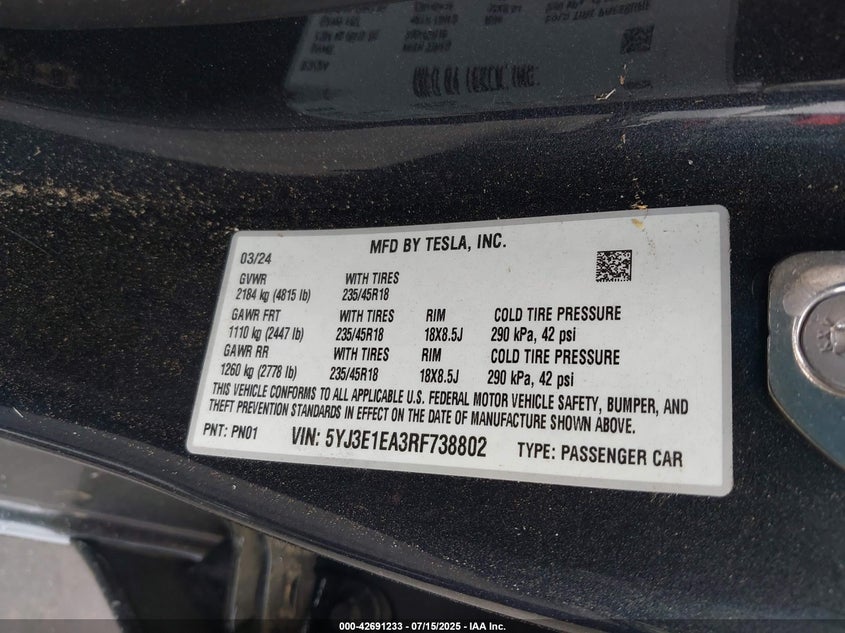 MFD BY TESLA, INC.
03/24
GVWR WITH TIRES
2184 kg (4815 lb) 235/45R18
GAWR FRT WITH TIRES RIM COLD TIRE PRESSURE
1110 kg (2447 lb) 235/45R18 18X8.5J 290 kPa, 42 psi
GAWR RR WITH TIRES RIM COLD TIRE PRESSURE
1260 kg (2778 lb) 235/45R18 18X8.5J 290 kPa, 42 psi
THIS VEHICLE CONFORMS TO ALL APPLICABLE U.S. FEDERAL MOTOR VEHICLE SAFETY, BUMPER, AND
THEFT PREVENTION STANDARDS IN EFFECT ON THE DATE OF MANUFACTURE SHOWN ABOVE.
PNT: PN01 VIN: 5YJ3E1EA3RF738802 TYPE: PASSENGER CAR
000-42691233 - 07/15/2025 - IAA Inc.